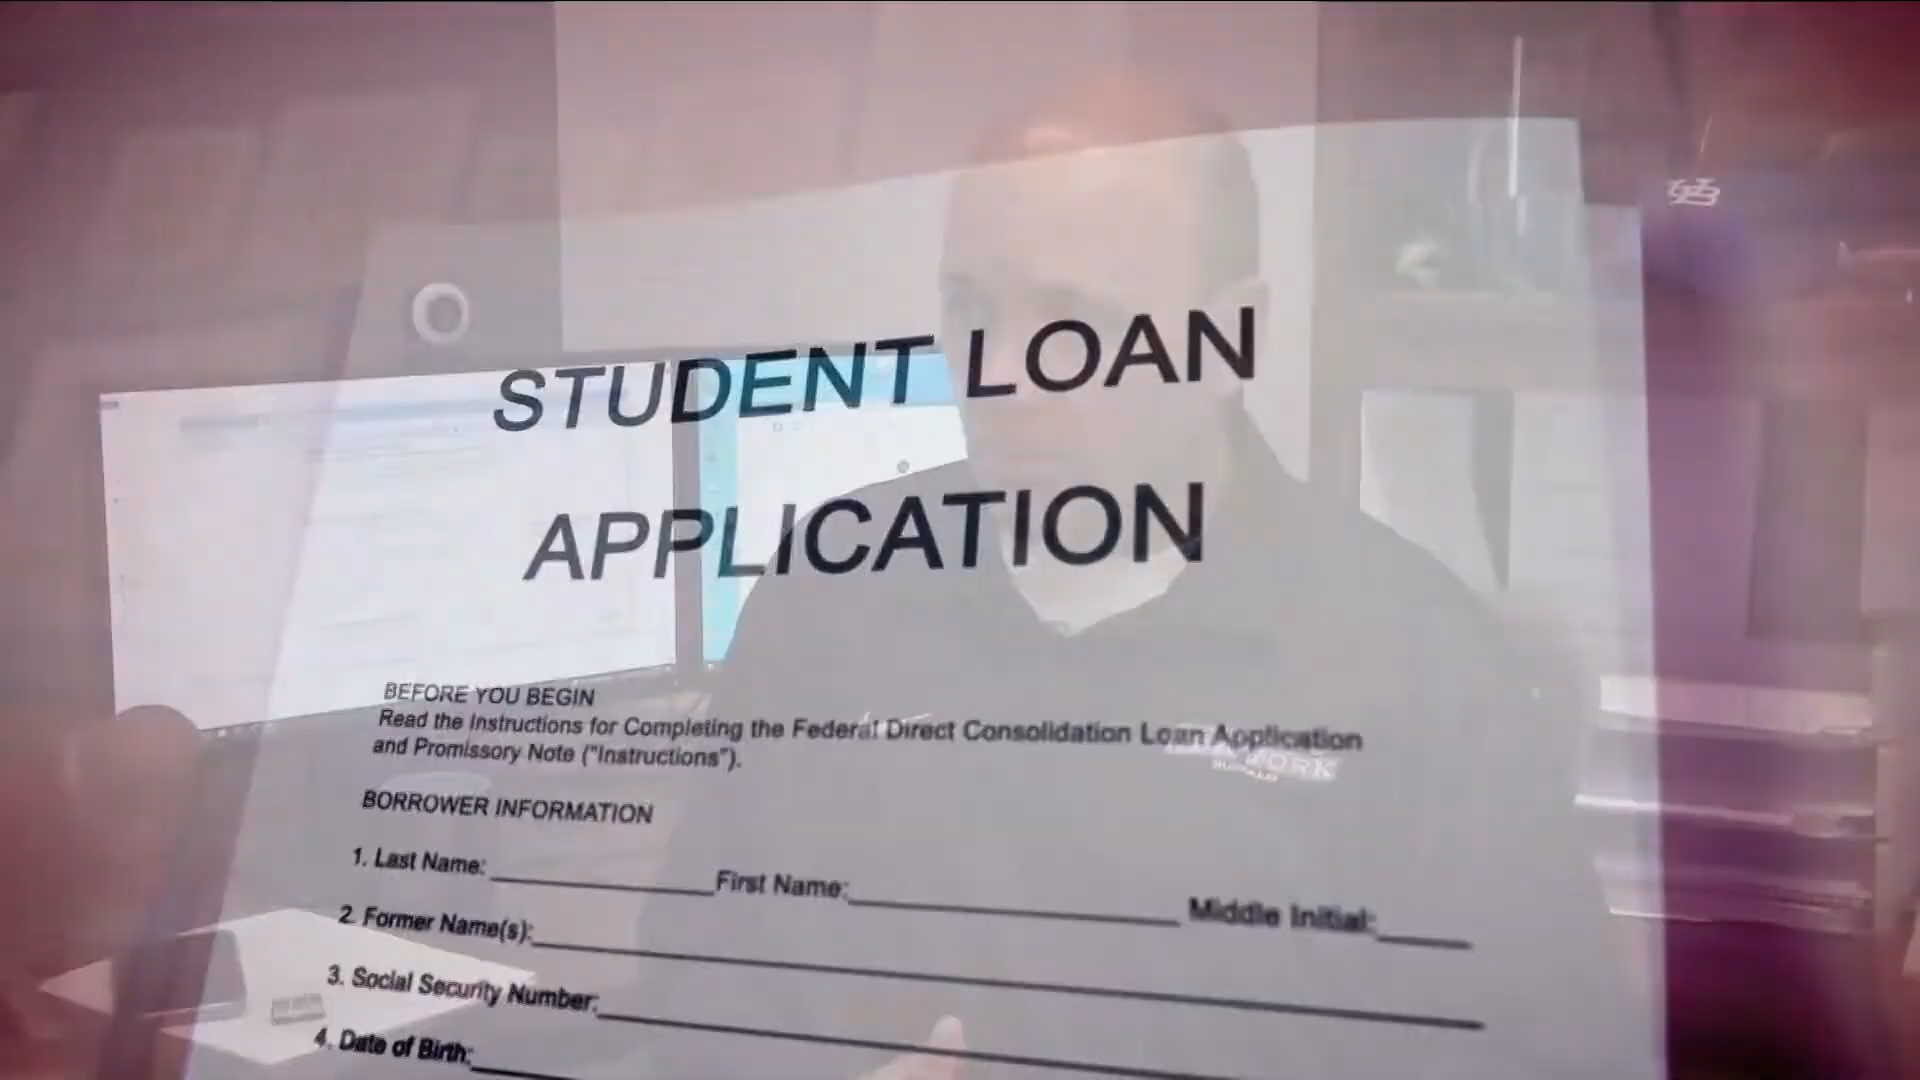 STUDENT LOAN
APPLICATION
BEFORE YOU BEGIN
Read the Instructions for Completing the Federal Direct Consolidation Loan Application
and Promissory Note ("Instructions").
BORROWER INFORMATION
1. Last Name: First Name: Middle Initial:
2. Former Name(s):
3. Social Security Number:
4. Date of Birth: